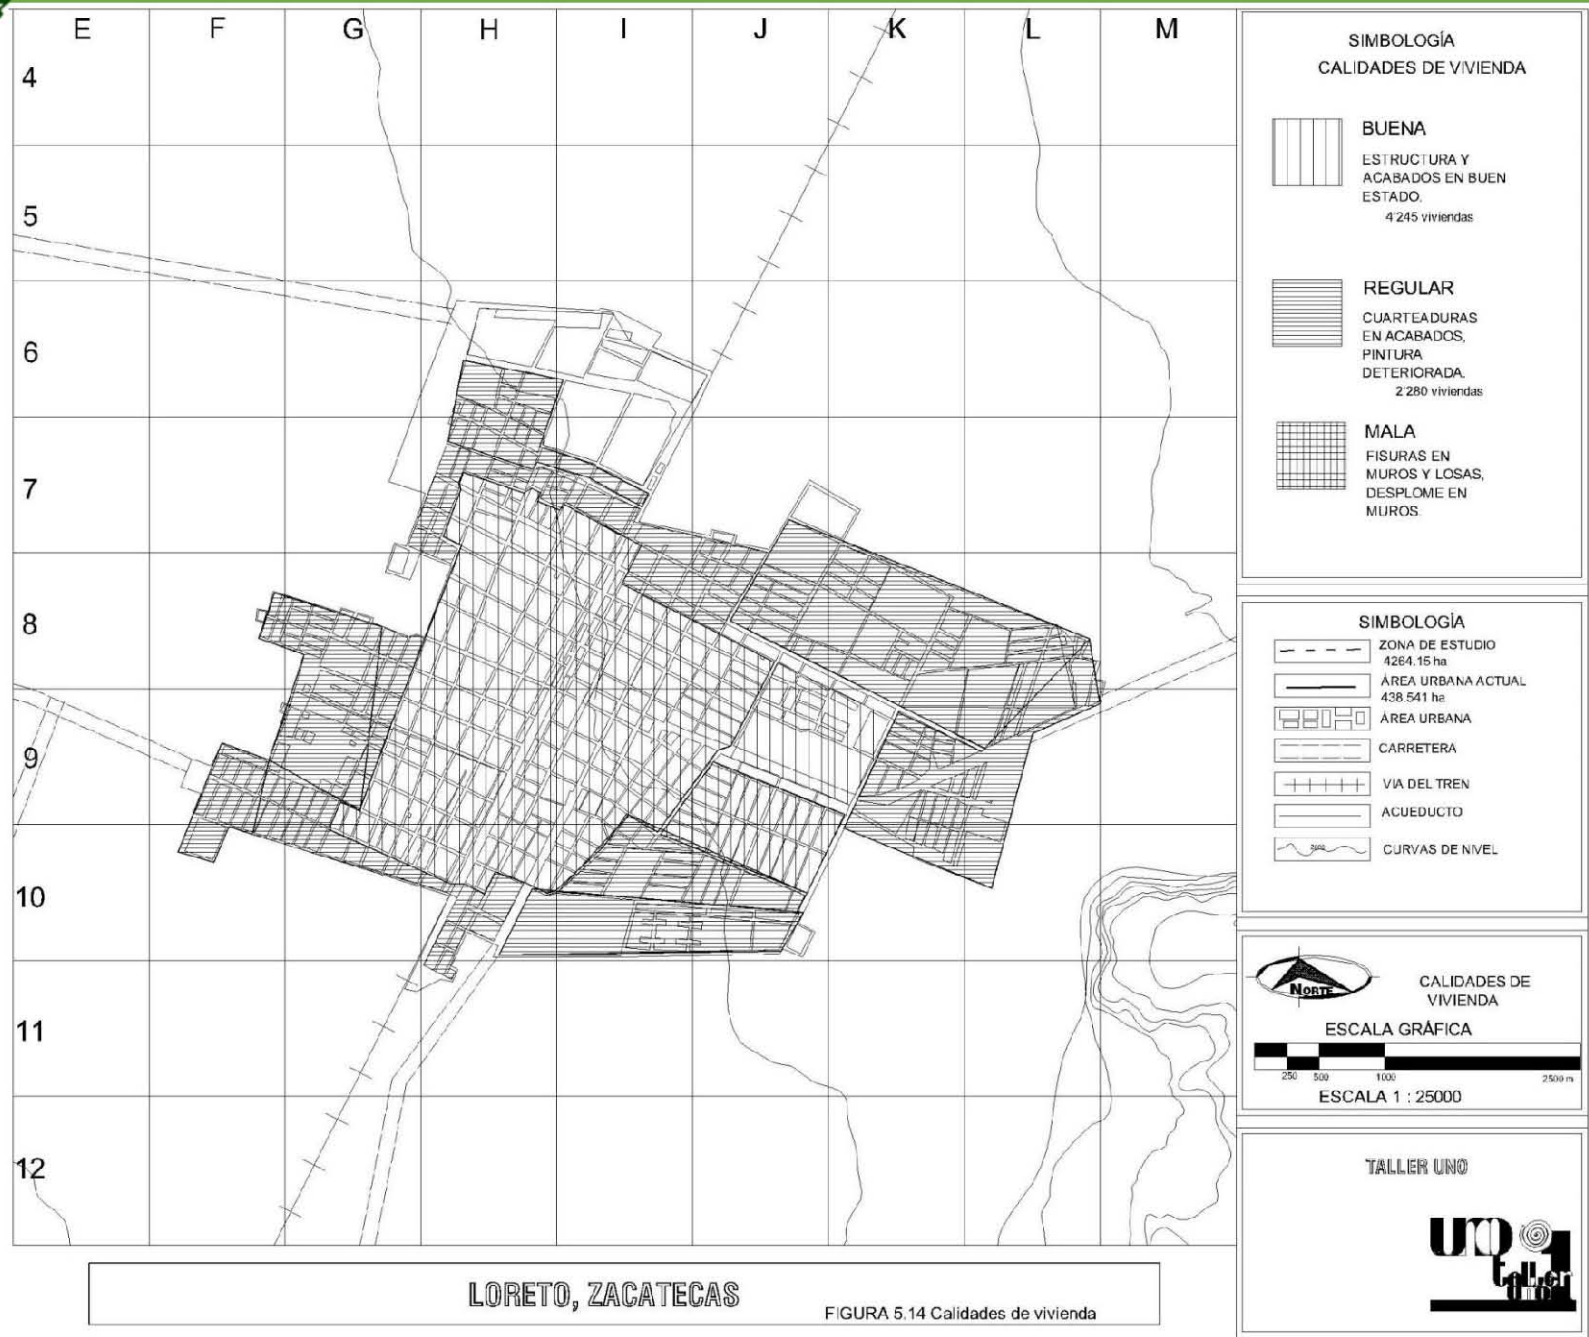 E F G H I J K L M
4
5
6
7
8
9
10
11
12
SIMBOLOGÍA
CALIDADES DE VIVIENDA
BUENA
ESTRUCTURA Y
ACABADOS EN BUEN
ESTADO.
4'245 viviendas
REGULAR
CUARTEADURAS
EN ACABADOS,
PINTURA
DETERIORADA.
2'280 viviendas
MALA
FISURAS EN
MUROS Y LOSAS,
DESPLOME EN
MUROS.
SIMBOLOGÍA
ZONA DE ESTUDIO
4264.15 ha
ÁREA URBANA ACTUAL
438.541 ha
ÁREA URBANA
CARRETERA
VIA DEL TREN
ACUEDUCTO
CURVAS DE NIVEL
NORTE
CALIDADES DE
VIVIENDA
ESCALA GRÁFICA
250 500 1000 2500 m
ESCALA 1 : 25000
TALLER UNO
uno
taller
uno
LORETO, ZACATECAS
FIGURA 5.14 Calidades de vivienda